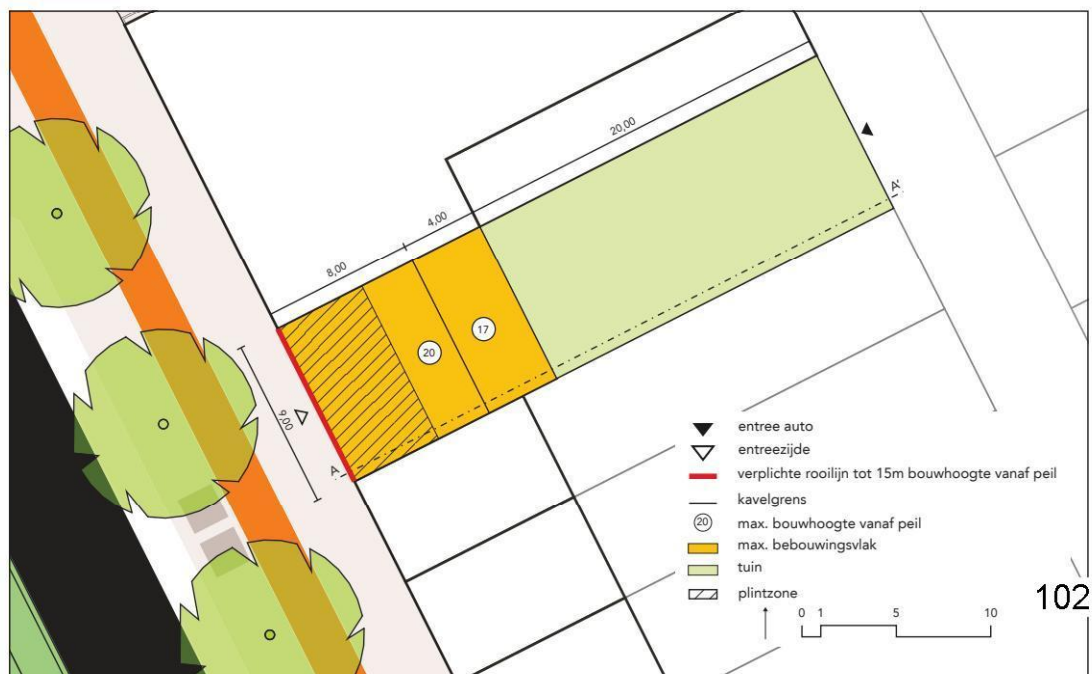 20,00
4,00
8,00
A'
17
20
9,00
A
entree auto
entreezijde
verplichte rooilijn tot 15m bouwhoogte vanaf peil
kavelgrens
20 max. bouwhoogte vanaf peil
max. bebouwingsvlak
tuin
plintzone
102
0 1 5 10